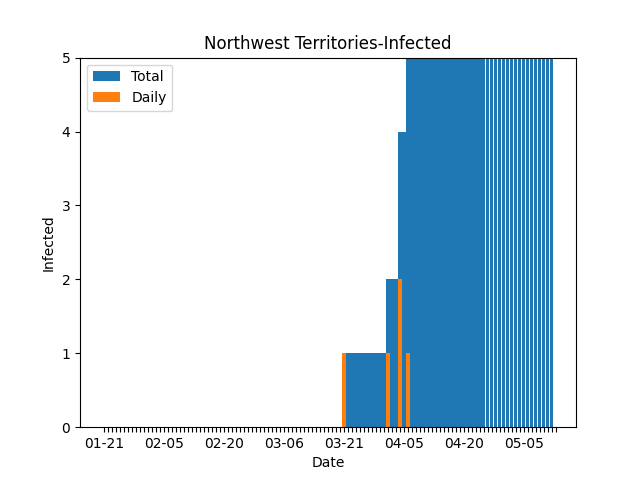 Northwest Territories-Infected
Total
Daily
5
4
3
2
1
0
Infected
01-21 02-05 02-20 03-06 03-21 04-05 04-20 05-05
Date